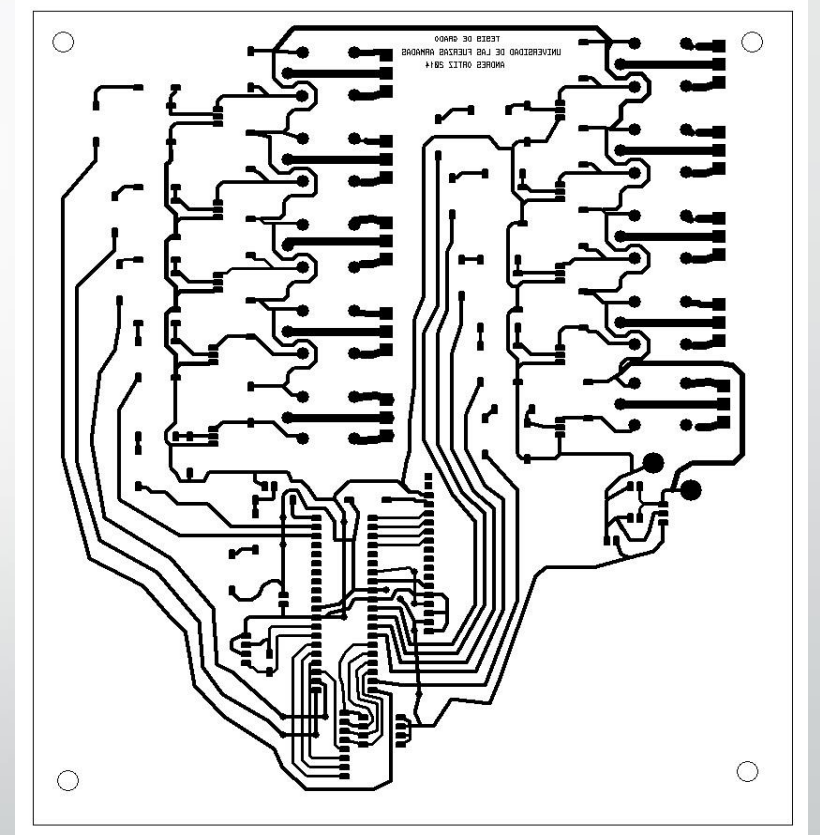 TESIS DE GRADO
UNIVERSIDAD DE LAS FUERZAS ARMADAS
ANDRES ORTIZ 2014